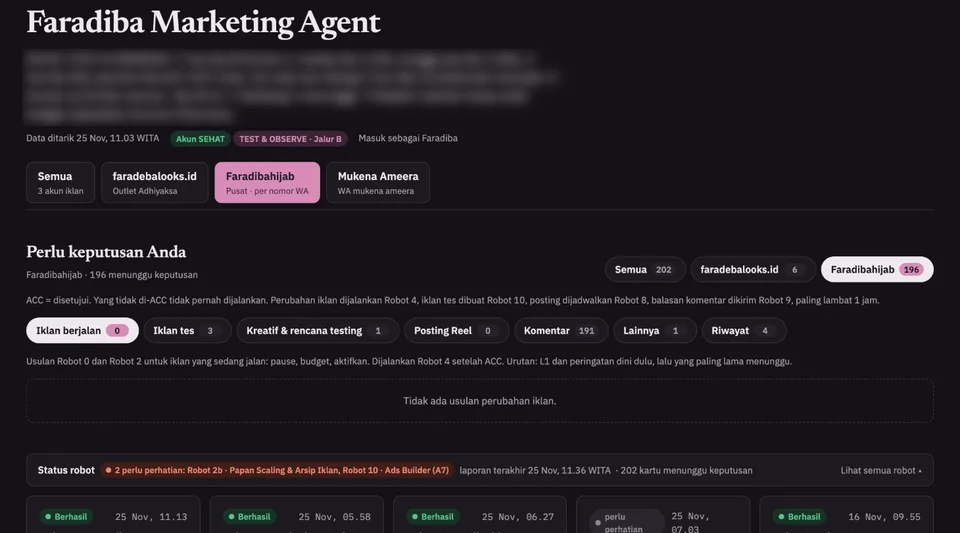 Faradiba Marketing Agent
Data ditarik 25 Nov, 11.03 WITA
Akun SEHAT
TEST & OBSERVE · Jalur B
Masuk sebagai Faradiba
Semua
3 akun iklan
faradebalooks.id
Outlet Adhiyaksa
Faradibahijab
Pusat · per nomor WA
Mukena Ameera
WA mukena ameera
Perlu keputusan Anda
Faradibahijab · 196 menunggu keputusan
Semua 202
faradebalooks.id 6
Faradibahijab 196
ACC = disetujui. Yang tidak di-ACC tidak pernah dijalankan. Perubahan iklan dijalankan Robot 4, iklan tes dibuat Robot 10, posting dijadwalkan Robot 8, balasan komentar dikirim Robot 9, paling lambat 1 jam.
Iklan berjalan 0
Iklan tes 3
Kreatif & rencana testing 1
Posting Reel 0
Komentar 191
Lainnya 1
Riwayat 4
Usulan Robot 0 dan Robot 2 untuk iklan yang sedang jalan: pause, budget, aktifkan. Dijalankan Robot 4 setelah ACC. Urutan: L1 dan peringatan dini dulu, lalu yang paling lama menunggu.
Tidak ada usulan perubahan iklan.
Status robot
2 perlu perhatian: Robot 2b · Papan Scaling & Arsip Iklan, Robot 10 · Ads Builder (A7)
laporan terakhir 25 Nov, 11.36 WITA · 202 kartu menunggu keputusan
Lihat semua robot
Berhasil
25 Nov, 11.13
Berhasil
25 Nov, 05.58
Berhasil
25 Nov, 06.27
perlu perhatian
25 Nov, 07.03
Berhasil
16 Nov, 09.55